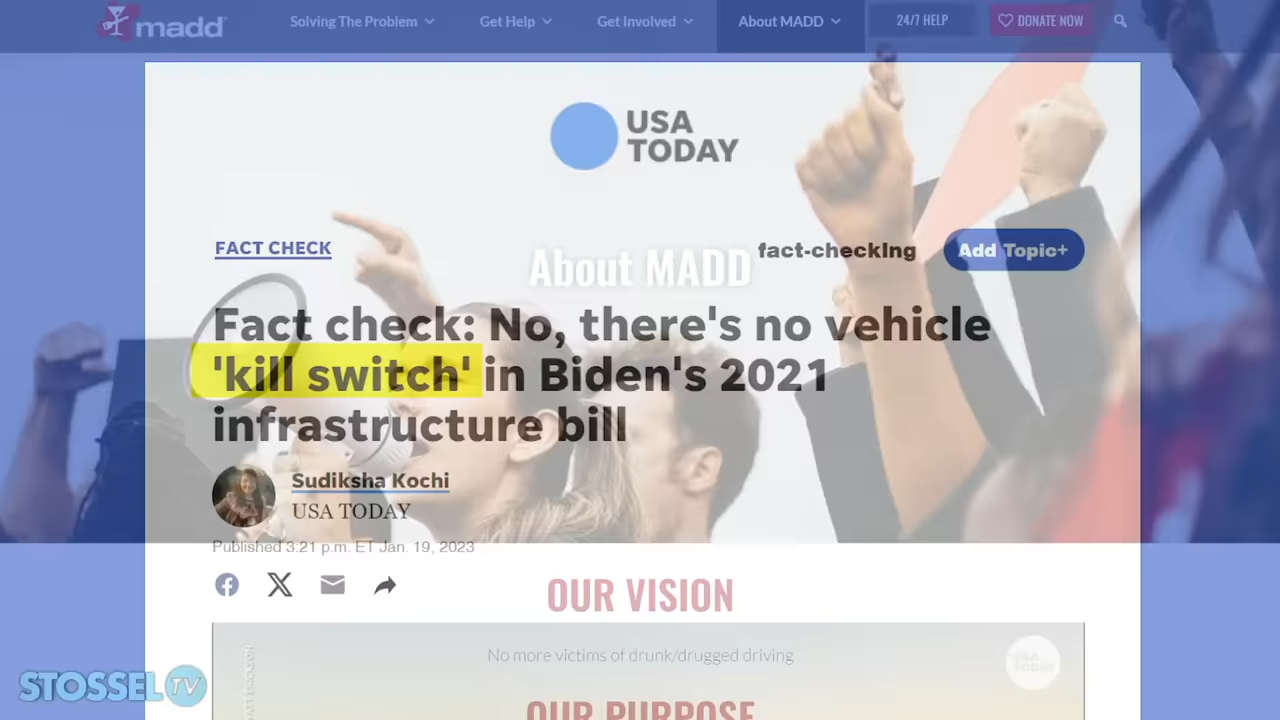 madd
Solving The Problem
Get Help
Get Involved
About MADD
24/7 HELP
DONATE NOW
USA
TODAY
FACT CHECK
About MADD
fact-checking
Add Topic+
Fact check: No, there's no vehicle
'kill switch' in Biden's 2021
infrastructure bill
Sudiksha Kochi
USA TODAY
Published 3:21 p.m. ET Jan. 19, 2023
OUR VISION
No more victims of drunk/drugged driving
USA
TODAY
OUR PURPOSE
STOSSEL TV